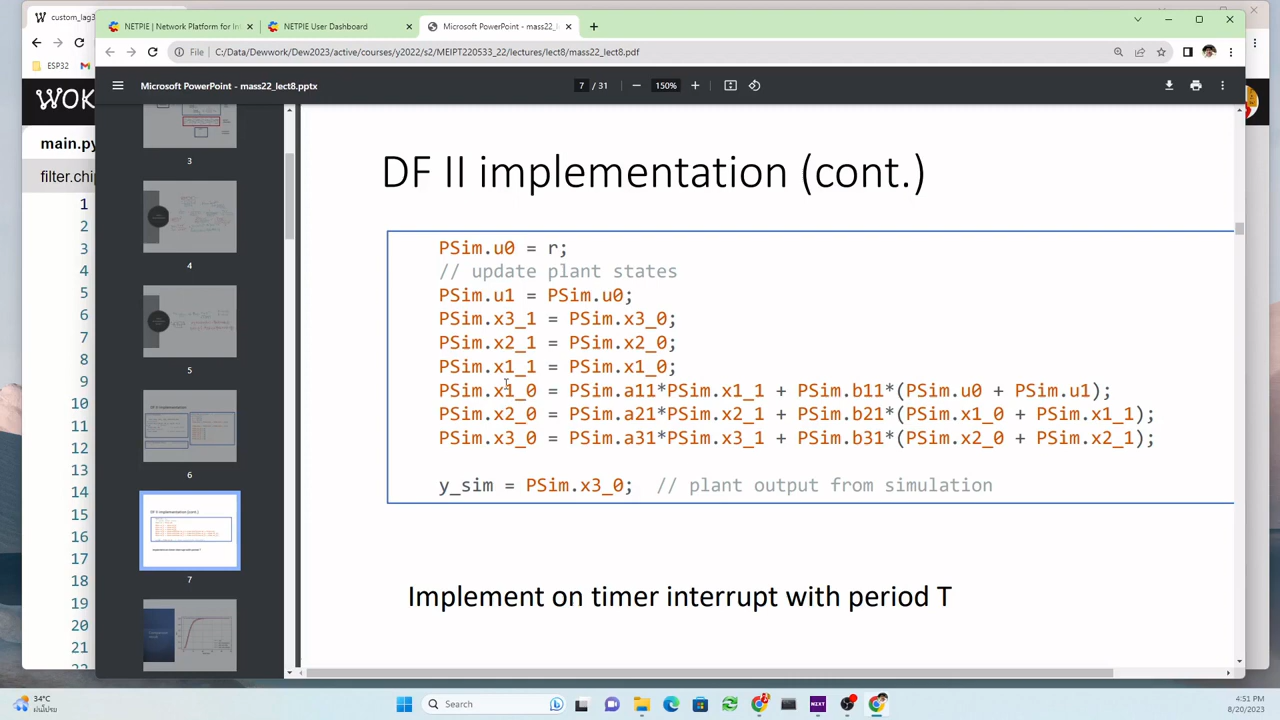 custom_lag3
NETPIE | Network Platform for In
NETPIE User Dashboard
Microsoft PowerPoint - mass22_l
File
C:/Data/Dewwork/Dew2023/active/courses/y2022/s2/MEIPT220533_22/lectures/lect8/mass22_lect8.pdf
ESP32
Microsoft PowerPoint - mass22_lect8.pptx
7 / 31
150%
WOK
main.py
filter.chip
1
2
3
4
5
6
7
8
9
10
11
12
13
14
15
16
17
18
19
20
21
22
3
4
5
6
7
DF II implementation (cont.)
PSim.u0 = r;
// update plant states
PSim.u1 = PSim.u0;
PSim.x3_1 = PSim.x3_0;
PSim.x2_1 = PSim.x2_0;
PSim.x1_1 = PSim.x1_0;
PSim.x1_0 = PSim.a11*PSim.x1_1 + PSim.b11*(PSim.u0 + PSim.u1);
PSim.x2_0 = PSim.a21*PSim.x2_1 + PSim.b21*(PSim.x1_0 + PSim.x1_1);
PSim.x3_0 = PSim.a31*PSim.x3_1 + PSim.b31*(PSim.x2_0 + PSim.x2_1);
y_sim = PSim.x3_0; // plant output from simulation
Implement on timer interrupt with period T
34°C
Search
4:51 PM
8/20/2023